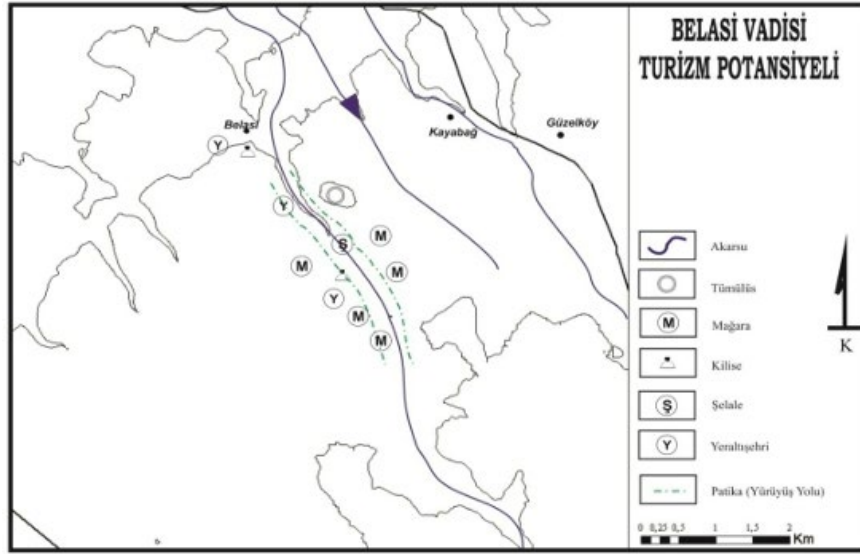 BELASİ VADİSİ
TURİZM POTANSİYELİ
Belasi
Kayabağ
Güzelköy
Y
Y
Ş
M
M
M
Y
M
M
Akarsu
Tümülüs
M
Mağara
Kilise
Ş
Şelale
Y
Yeraltışehri
Patika (Yürüyüş Yolu)
K
0 0,25 0,5 1 1,5 2
Km